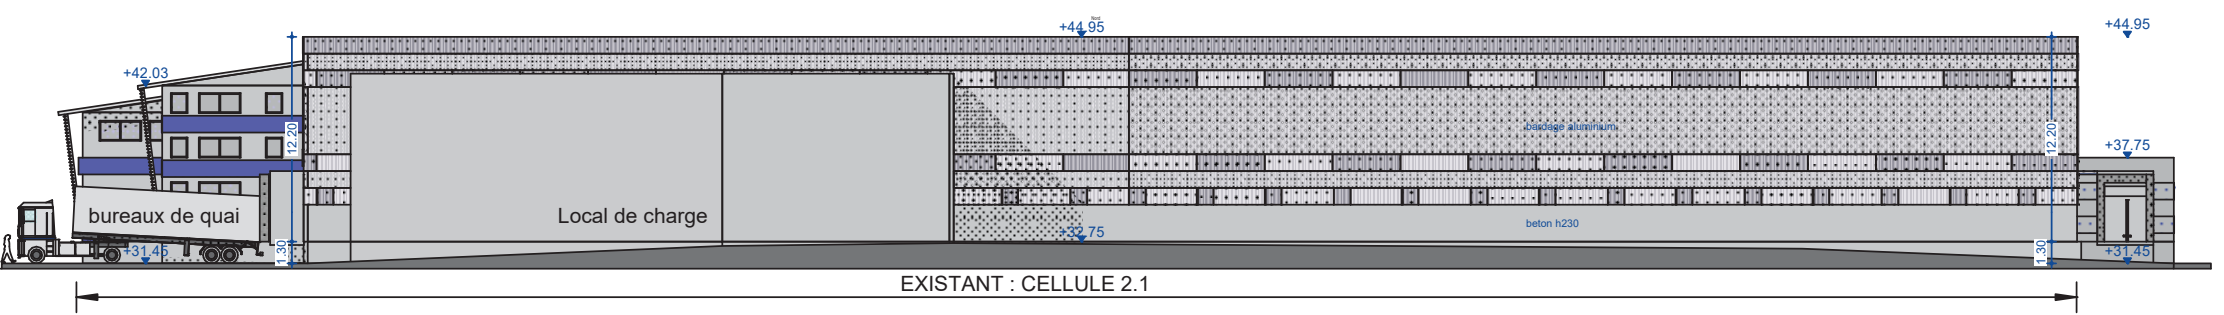 Nord
+44.95
+44.95
+42.03
12.20
bardage aluminium
12.20
+37.75
bureaux de quai
Local de charge
beton h230
+32.75
1.30
+31.45
1.30
+31.45
EXISTANT : CELLULE 2.1